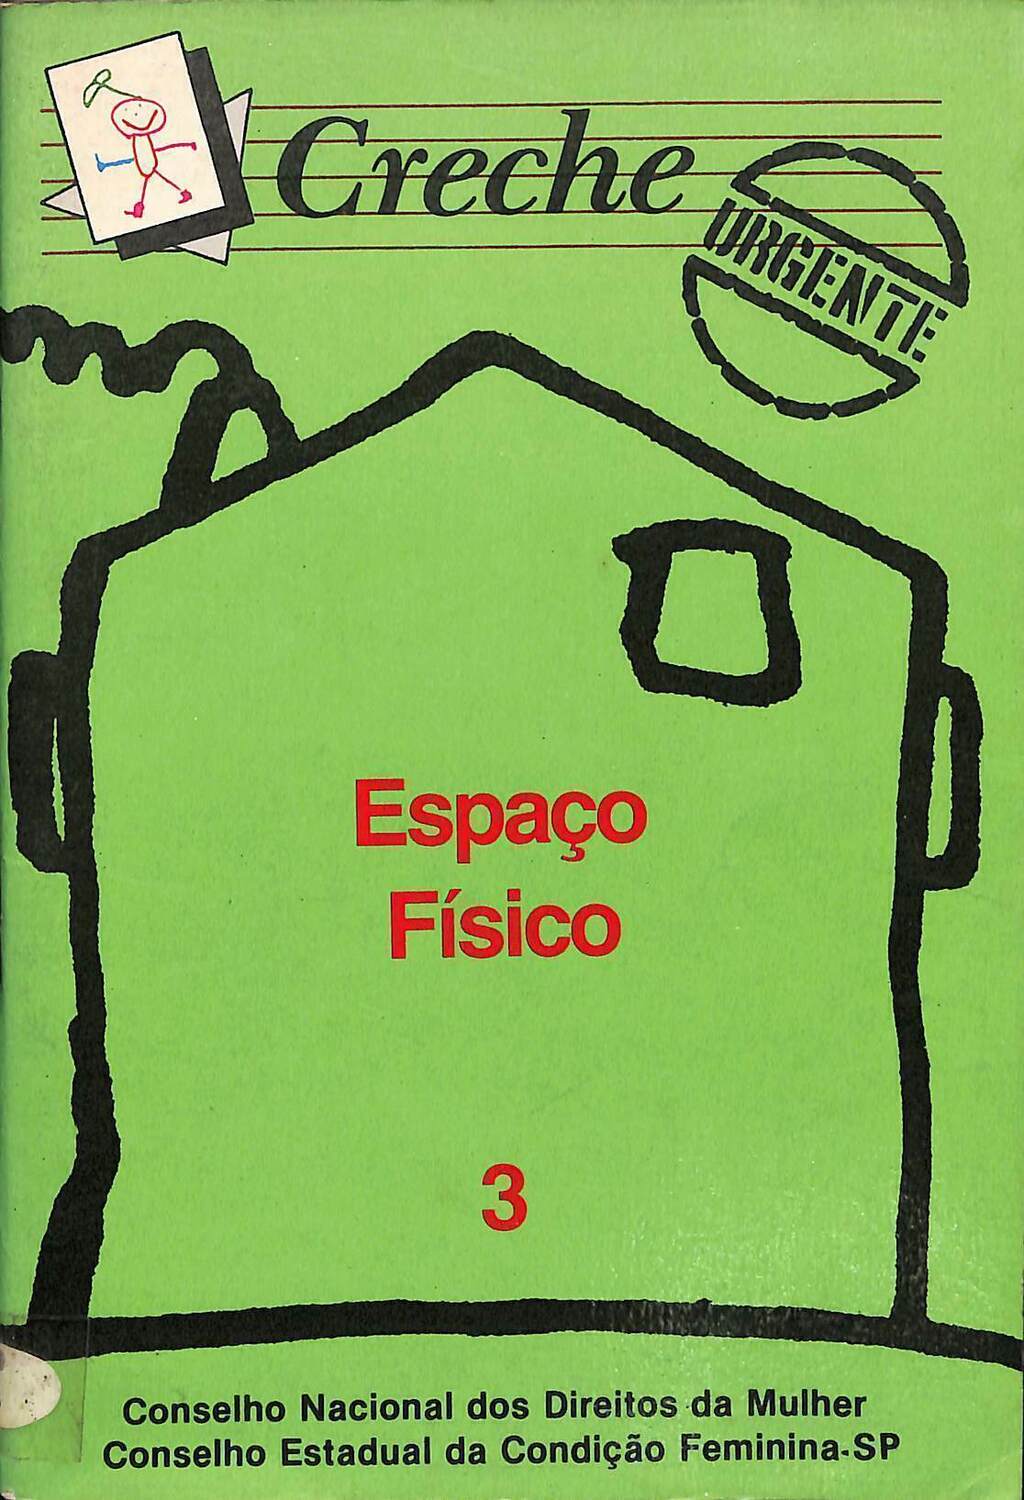 Creche
URGENTE
Espaço
Físico
3
Conselho Nacional dos Direitos da Mulher
Conselho Estadual da Condição Feminina-SP